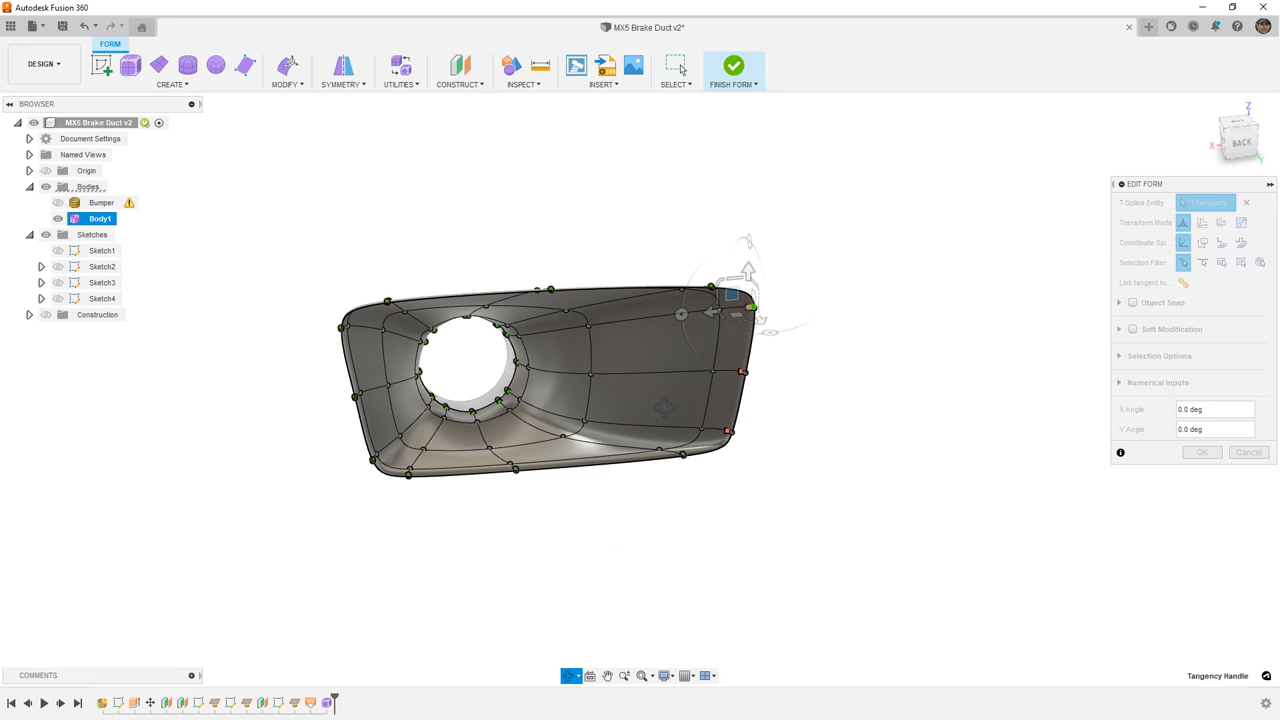 Autodesk Fusion 360
MX5 Brake Duct v2*
FORM
DESIGN
CREATE
MODIFY
SYMMETRY
UTILITIES
CONSTRUCT
INSPECT
INSERT
SELECT
FINISH FORM
BROWSER
MX5 Brake Duct v2
Document Settings
Named Views
Origin
Bodies
Bumper
Body1
Sketches
Sketch1
Sketch2
Sketch3
Sketch4
Construction
Z
X
Y
BACK
EDIT FORM
T-Spline Entity
1 Tangency...
Transform Mode
Coordinate Sp...
Selection Filter
Link tangent h...
Object Snap
Soft Modification
Selection Options
Numerical Inputs
X Angle 0.0 deg
Y Angle 0.0 deg
OK Cancel
COMMENTS
Tangency Handle